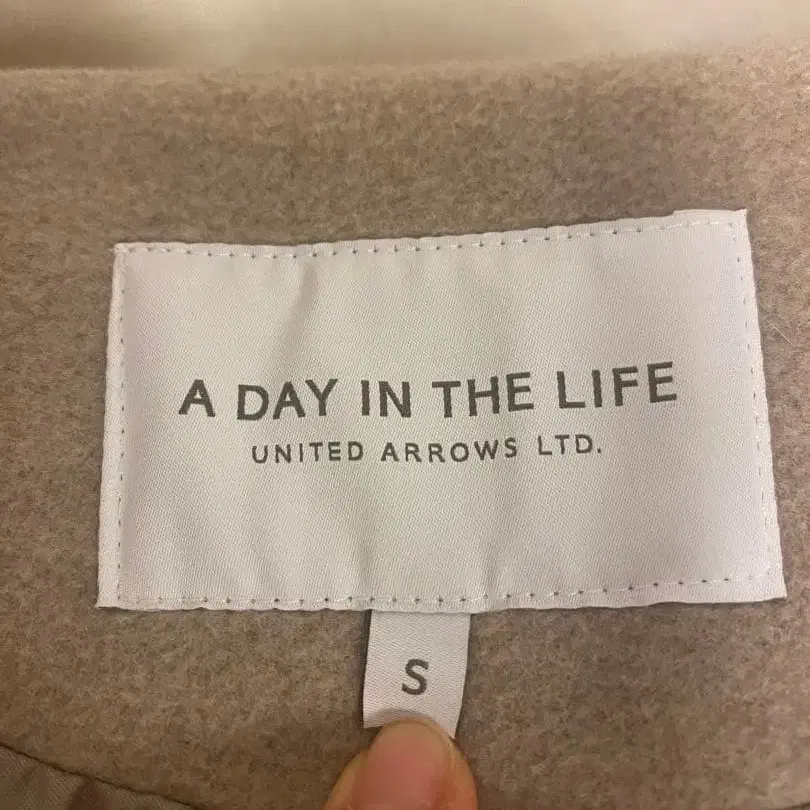 A DAY IN THE LIFE
UNITED ARROWS LTD.
S